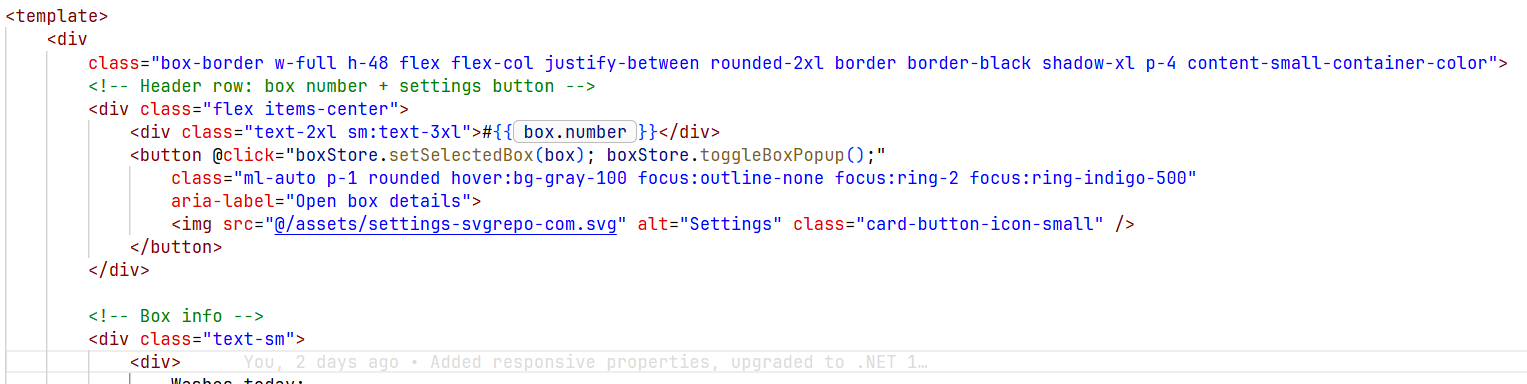 <template>
<div
class="box-border w-full h-48 flex flex-col justify-between rounded-2xl border border-black shadow-xl p-4 content-small-container-color">
<!-- Header row: box number + settings button -->
<div class="flex items-center">
<div class="text-2xl sm:text-3xl">#{{ box.number }}</div>
<button @click="boxStore.setSelectedBox(box); boxStore.toggleBoxPopup();"
class="ml-auto p-1 rounded hover:bg-gray-100 focus:outline-none focus:ring-2 focus:ring-indigo-500"
aria-label="Open box details">
<img src="@/assets/settings-svgrepo-com.svg" alt="Settings" class="card-button-icon-small" />
</button>
</div>
<!-- Box info -->
<div class="text-sm">
<div> You, 2 days ago • Added responsive properties, upgraded to .NET 1…
Washes today: